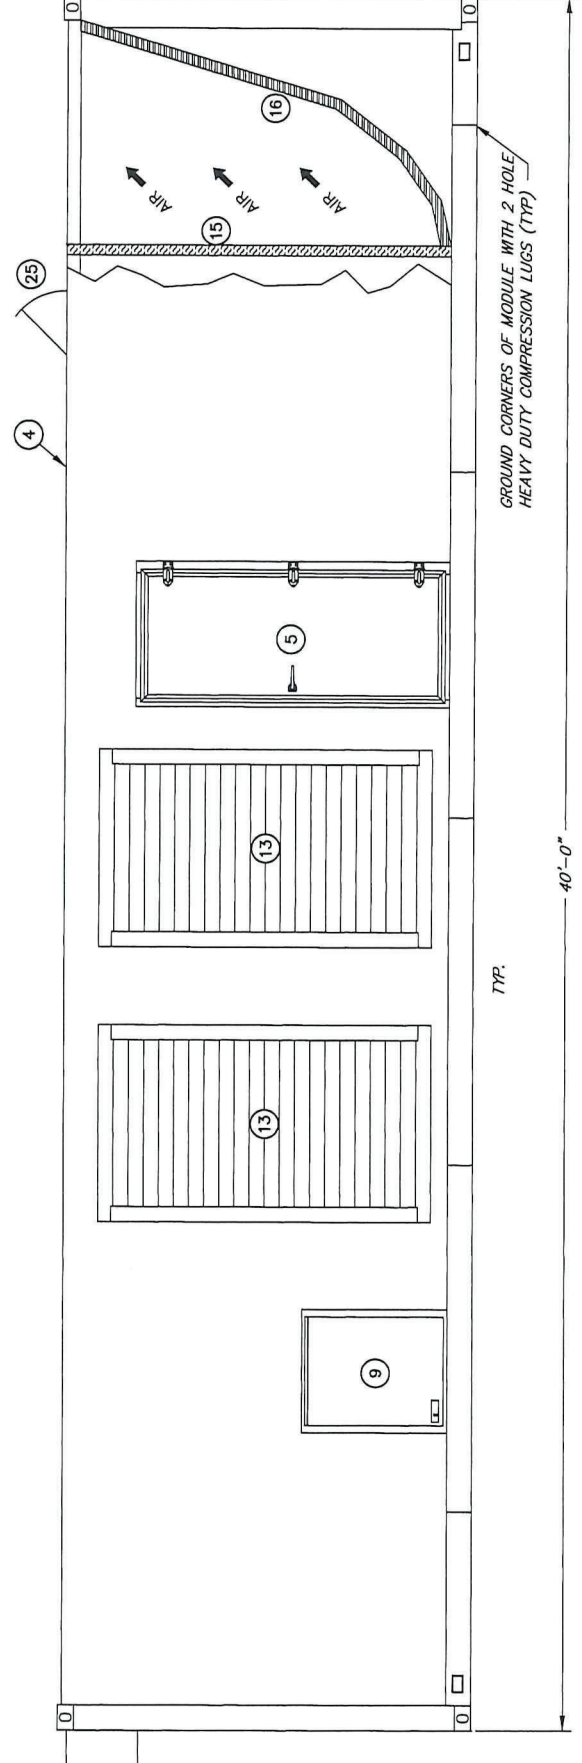 25
4
16
AIR
AIR
AIR
15
5
13
13
9
GROUND CORNERS OF MODULE WITH 2 HOLE
HEAVY DUTY COMPRESSION LUGS (TYP)
TYP.
40'-0"